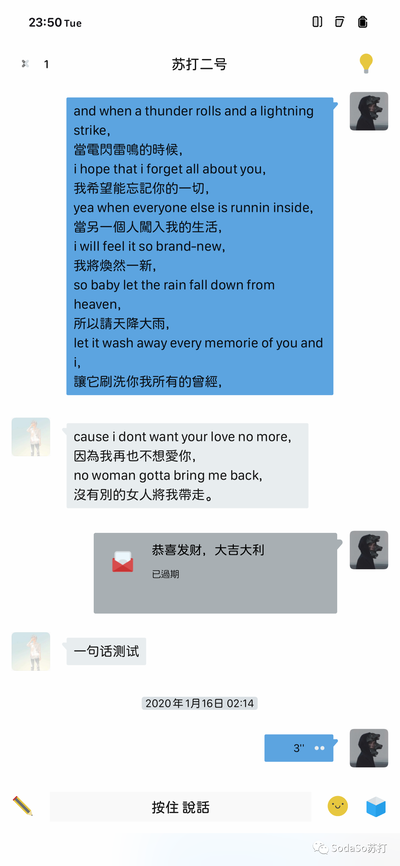 23:50 Tue
1
苏打二号
and when a thunder rolls and a lightning
strike,
當電閃雷鳴的時候，
i hope that i forget all about you,
我希望能忘記你的一切，
yea when everyone else is runnin inside,
當另一個人闖入我的生活，
i will feel it so brand-new,
我將煥然一新，
so baby let the rain fall down from
heaven,
所以請天降大雨，
let it wash away every memorie of you and
i,
讓它刷洗你我所有的曾經，
cause i dont want your love no more,
因為我再也不想愛你，
no woman gotta bring me back,
沒有別的女人將我帶走。
恭喜发财，大吉大利
已過期
一句话测试
2020年1月16日 02:14
3''
按住 說話
SodaSo苏打